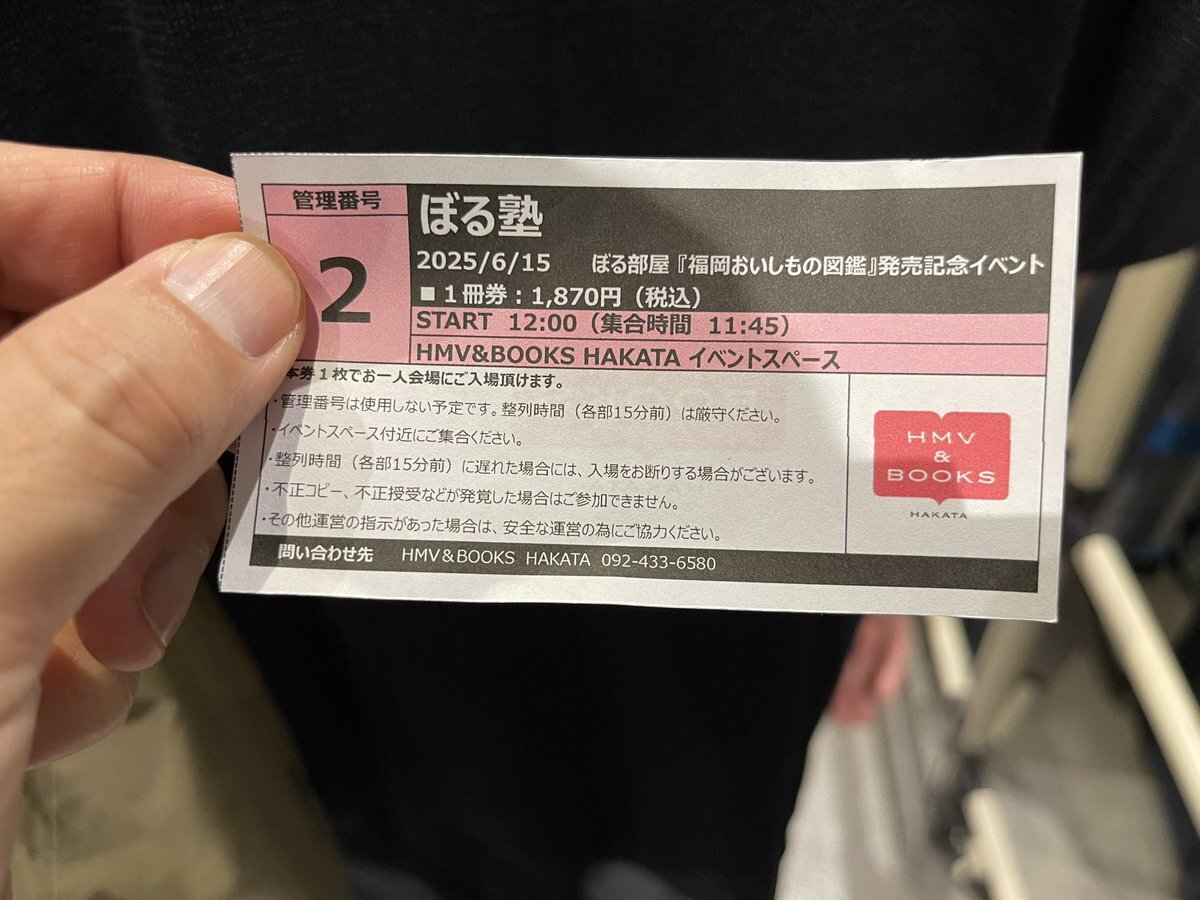 管理番号
2
ぼる塾
2025/6/15 ぼる部屋『福岡おいしもの図鑑』発売記念イベント
■１冊券：1,870円（税込）
START 12:00（集合時間 11:45）
HMV&BOOKS HAKATA イベントスペース
本券１枚でお一人会場にご入場頂けます。
・管理番号は使用しない予定です。整列時間（各部15分前）は厳守ください。
・イベントスペース付近にご集合ください。
・整列時間（各部15分前）に遅れた場合には、入場をお断りする場合がございます。
・不正コピー、不正授受などが発覚した場合はご参加できません。
・その他運営の指示があった場合は、安全な運営の為にご協力ください。
HMV
&
BOOKS
HAKATA
問い合わせ先 HMV&BOOKS HAKATA 092-433-6580